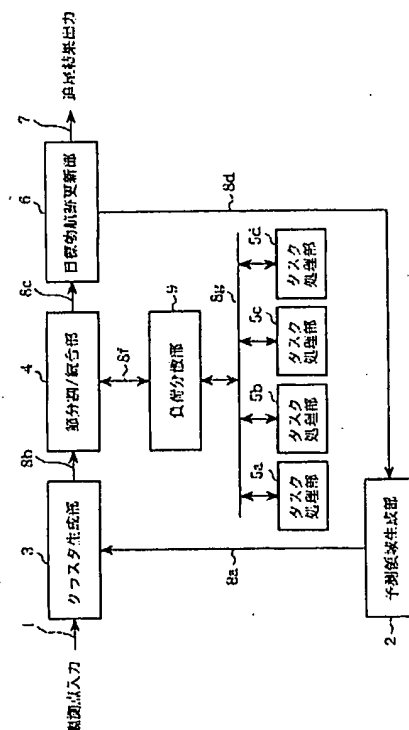 観測点入力
1
3
クラスタ生成部
8b
4
節分割/統合部
8c
6
目標物航跡更新部
7
追尾結果出力
8f
9
負荷分散部
8d
8g
5a
タスク
処理部
5b
タスク
処理部
5c
タスク
処理部
5d
タスク
処理部
8a
予測領域生成部
2